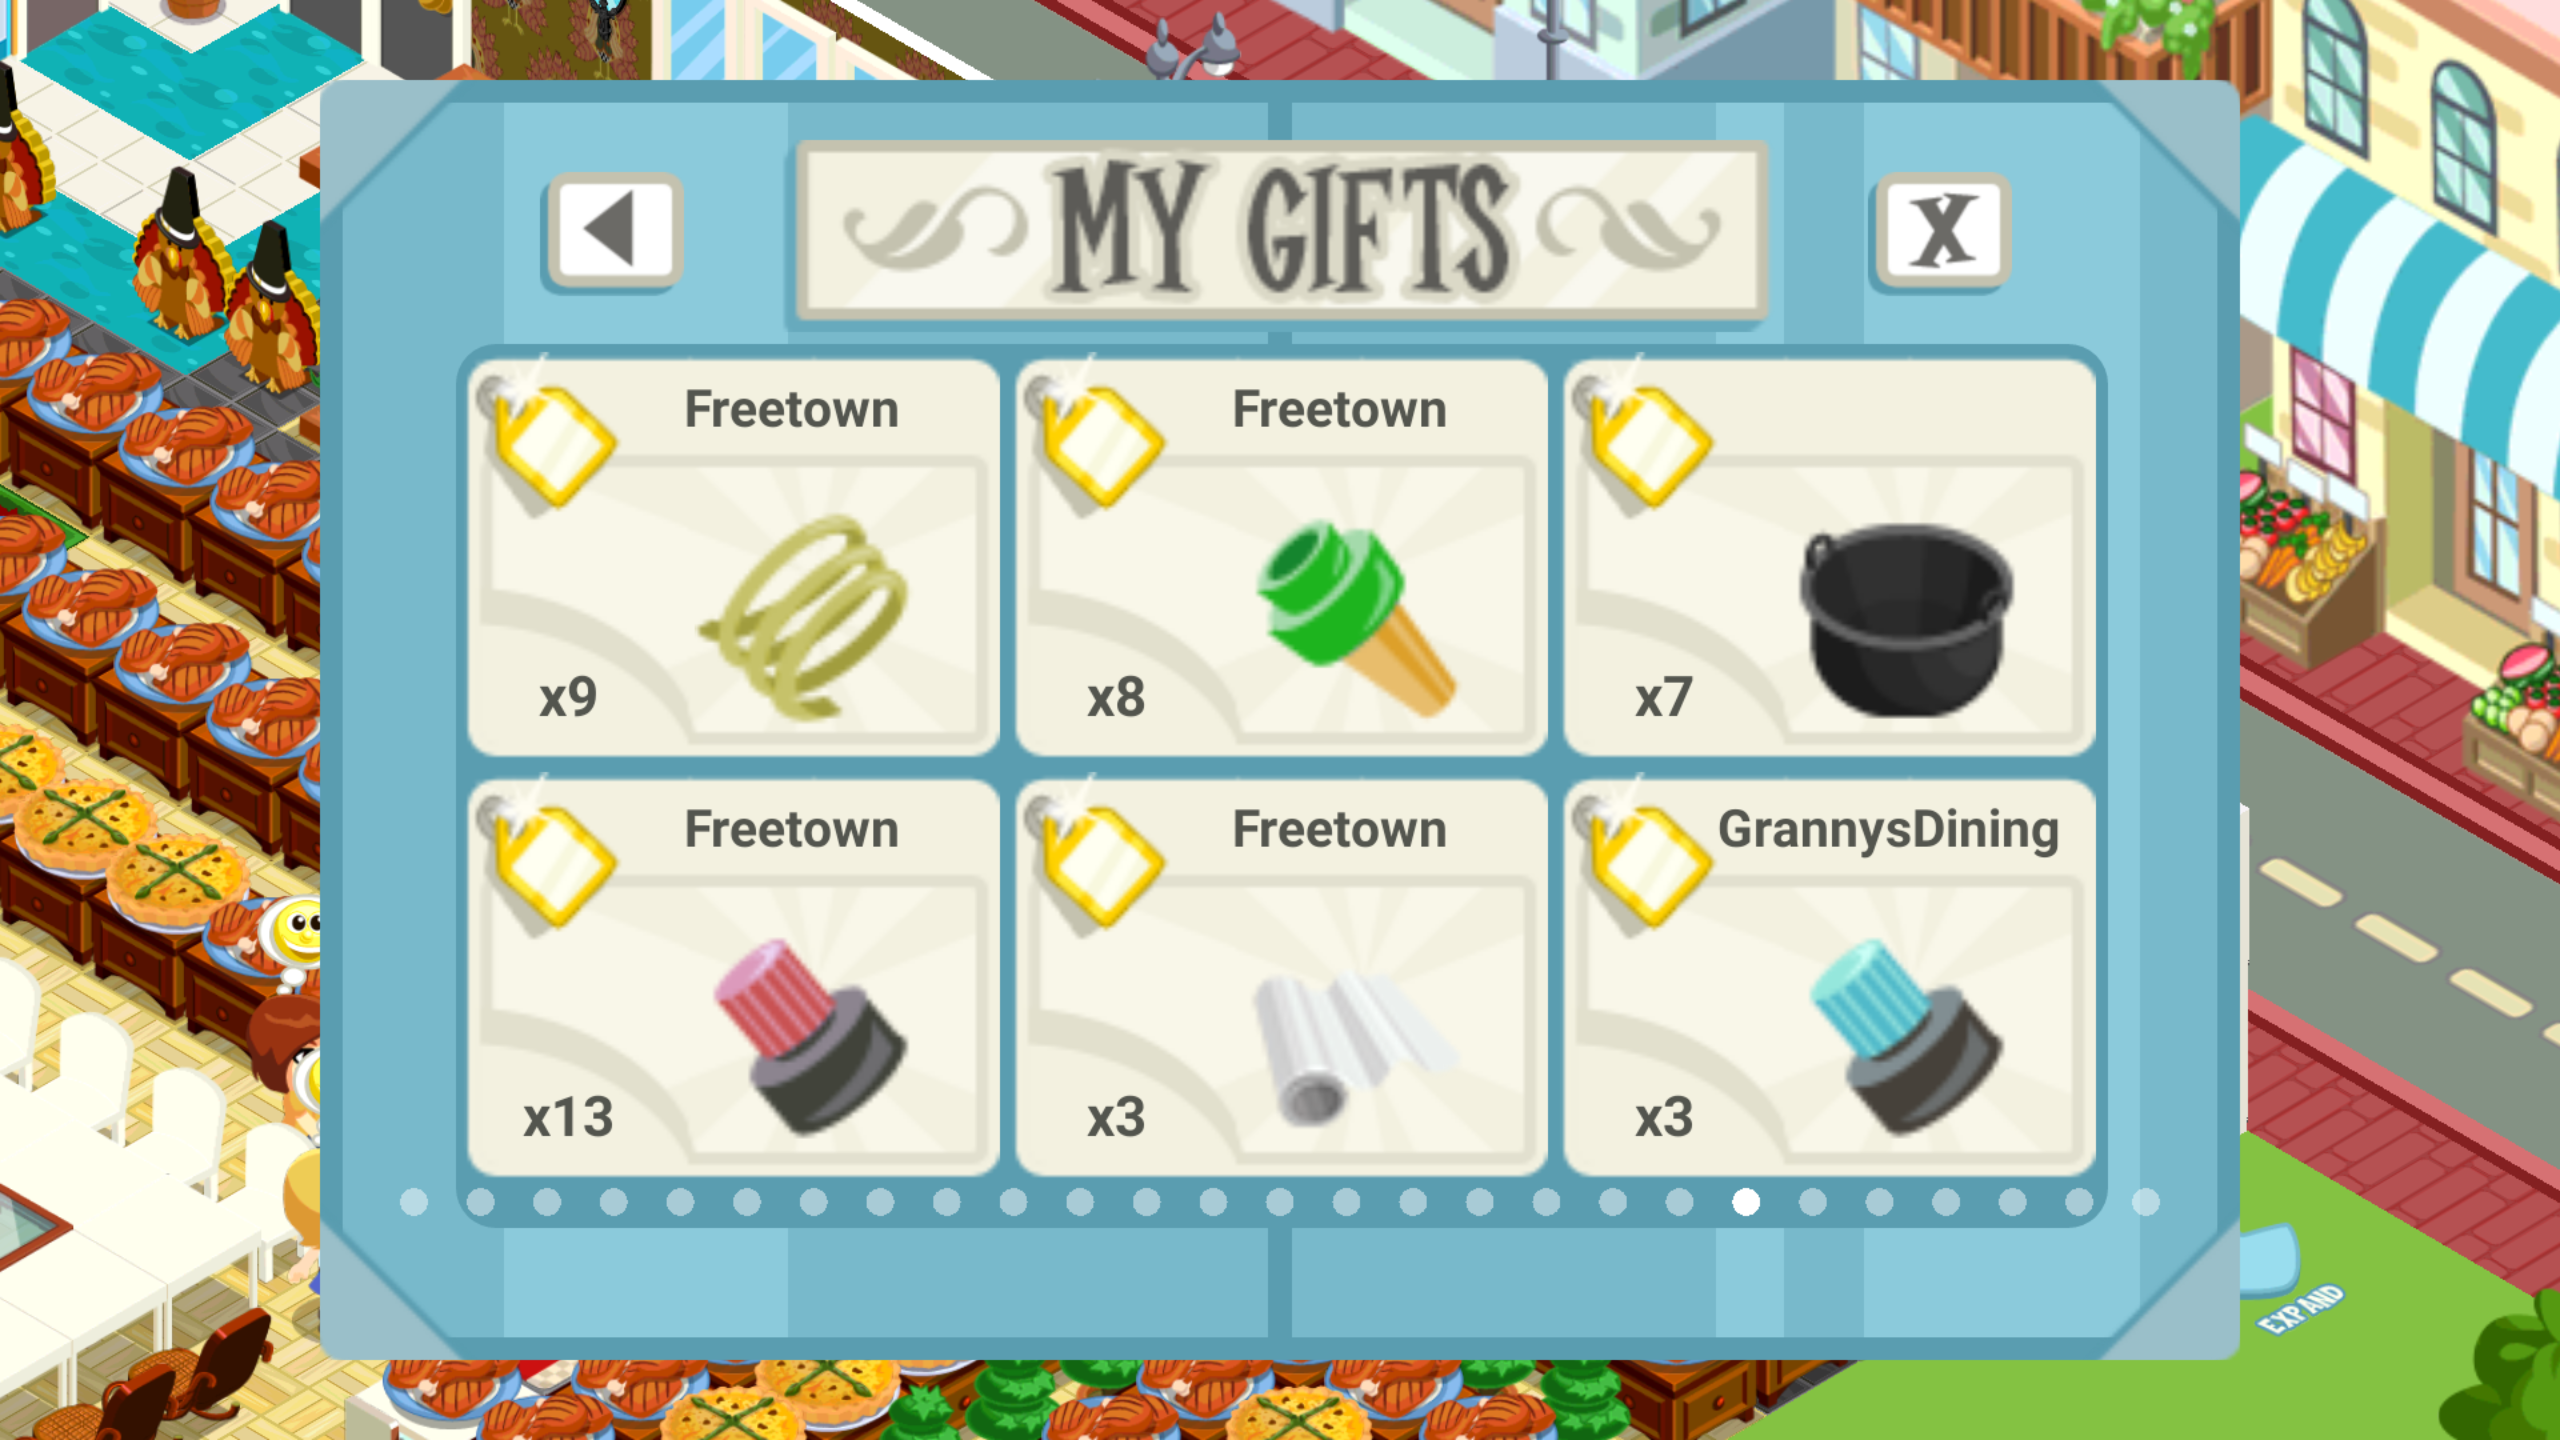 MY GIFTS
X
Freetown
x9
Freetown
x8
x7
Freetown
x13
Freetown
x3
GrannysDining
x3
EXPAND